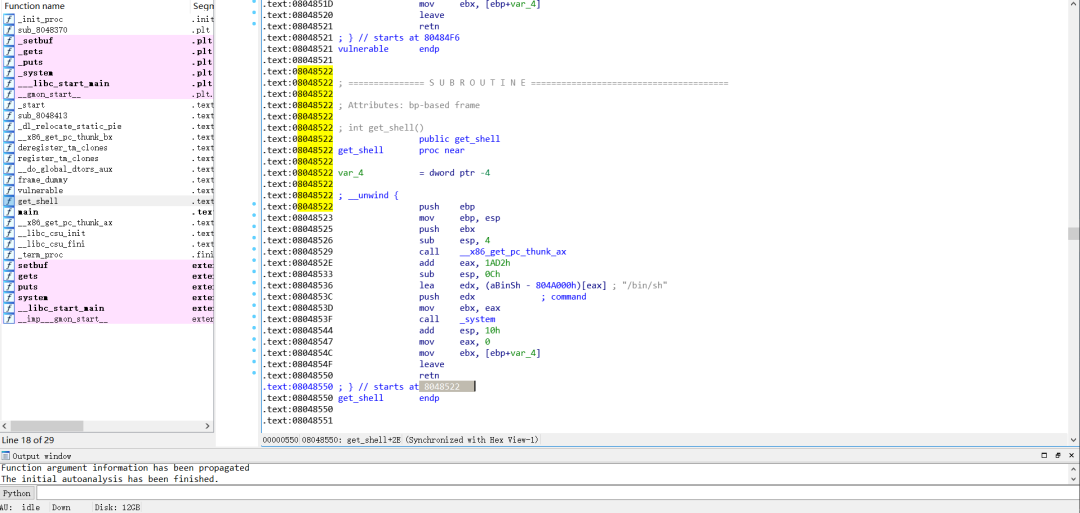 Function name Segm
_init_proc .init
sub_8048370 .plt
_setbuf .plt
_gets .plt
_puts .plt
_system .plt
___libc_start_main .plt
__gmon_start__ .plt.
_start .text
sub_8048413 .text
_dl_relocate_static_pie .text
__x86_get_pc_thunk_bx .text
deregister_tm_clones .text
register_tm_clones .text
__do_global_dtors_aux .text
frame_dummy .text
vulnerable .text
get_shell .text
main .text
__x86_get_pc_thunk_ax .text
__libc_csu_init .text
__libc_csu_fini .text
_term_proc .fini
setbuf exte
gets exte
puts exte
system exte
__libc_start_main exte
__imp___gmon_start__ exter
Line 18 of 29
.text:0804851D mov ebx, [ebp+var_4]
.text:08048520 leave
.text:08048521 retn
.text:08048521 ; } // starts at 80484F6
.text:08048521 vulnerable endp
.text:08048521
.text:08048522
.text:08048522 ; =============== S U B R O U T I N E =======================================
.text:08048522
.text:08048522 ; Attributes: bp-based frame
.text:08048522
.text:08048522 ; int get_shell()
.text:08048522 public get_shell
.text:08048522 get_shell proc near
.text:08048522
.text:08048522 var_4 = dword ptr -4
.text:08048522
.text:08048522 ; __unwind {
.text:08048522 push ebp
.text:08048523 mov ebp, esp
.text:08048525 push ebx
.text:08048526 sub esp, 4
.text:08048529 call __x86_get_pc_thunk_ax
.text:0804852E add eax, 1AD2h
.text:08048533 sub esp, 0Ch
.text:08048536 lea edx, (aBinSh - 804A000h)[eax] ; "/bin/sh"
.text:0804853C push edx ; command
.text:0804853D mov ebx, eax
.text:0804853F call _system
.text:08048544 add esp, 10h
.text:08048547 mov eax, 0
.text:0804854C mov ebx, [ebp+var_4]
.text:0804854F leave
.text:08048550 retn
.text:08048550 ; } // starts at 8048522
.text:08048550 get_shell endp
.text:08048550
.text:08048551
00000550 08048550: get_shell+2E (Synchronized with Hex View-1)
Output window
Function argument information has been propagated
The initial autoanalysis has been finished.
Python
AU: idle Down Disk: 12GB